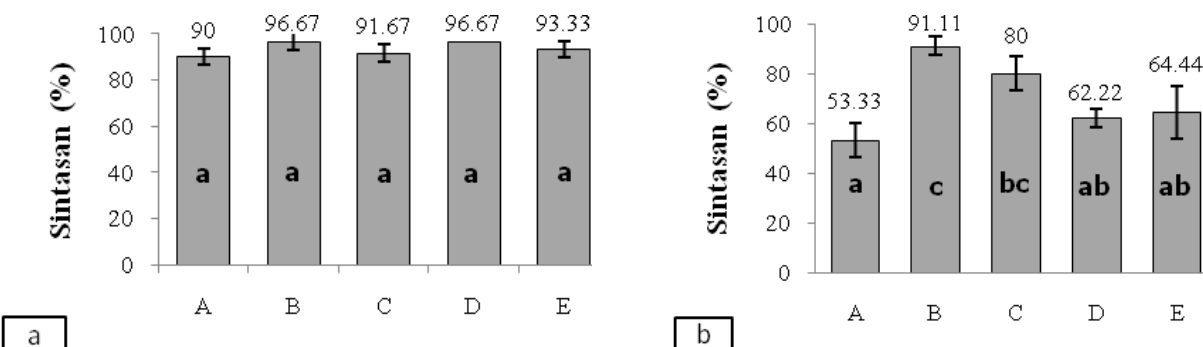 Sintasan (%)
100
80
60
40
20
0
90
96.67
91.67
96.67
93.33
a
a
a
a
a
A
B
C
D
E
a
Sintasan (%)
100
80
60
40
20
0
53.33
91.11
80
62.22
64.44
a
c
bc
ab
ab
A
B
C
D
E
b